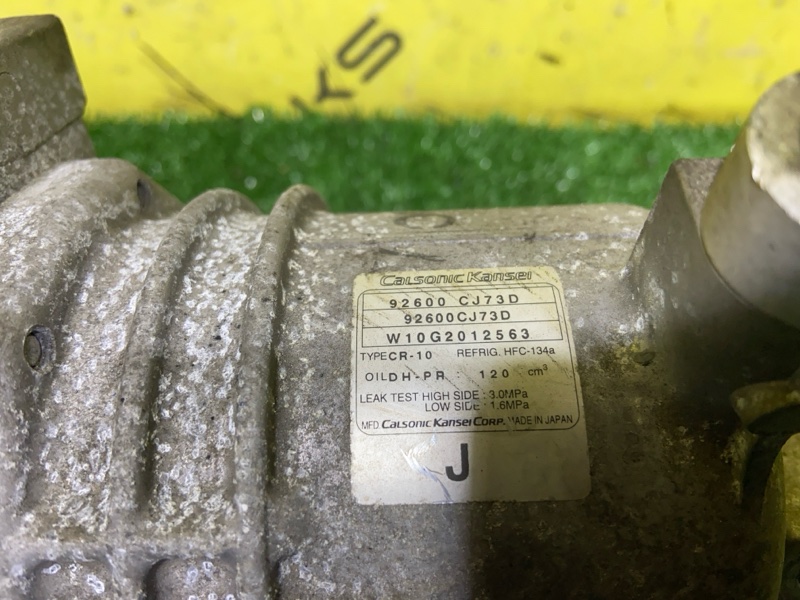 YS
Calsonic Kansei
92600 CJ73D
92600CJ73D
W10G2012563
TYPE CR-10 REFRIG. HFC-134a
OIL DH-PR : 120 cm³
LEAK TEST HIGH SIDE : 3.0MPa
LOW SIDE : 1.6MPa
MFD. Calsonic Kansei Corp. MADE IN JAPAN
J